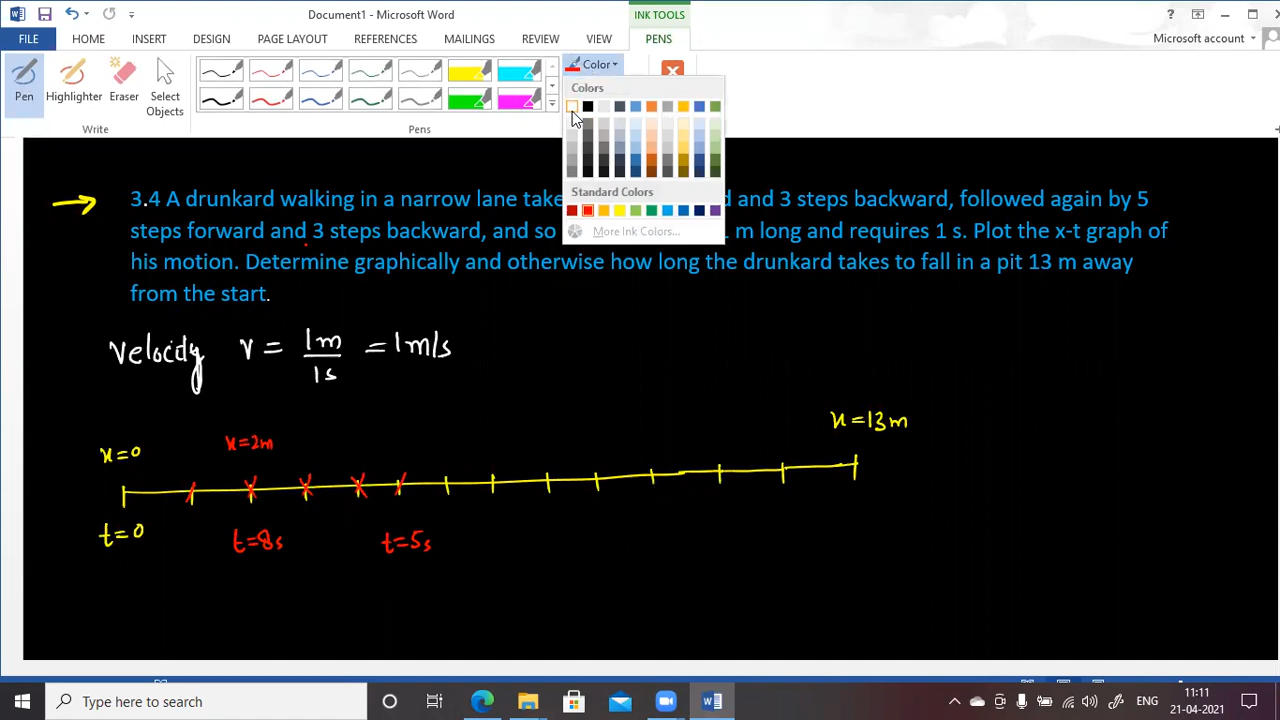 Document1 - Microsoft Word
INK TOOLS
?
FILE HOME INSERT DESIGN PAGE LAYOUT REFERENCES MAILINGS REVIEW VIEW PENS
Microsoft account
Pen Highlighter Eraser Select Objects
Color
Write
Pens
Colors
Standard Colors
More Ink Colors...
3.4 A drunkard walking in a narrow lane take d and 3 steps backward, followed again by 5
steps forward and 3 steps backward, and so 1 m long and requires 1 s. Plot the x-t graph of
his motion. Determine graphically and otherwise how long the drunkard takes to fall in a pit 13 m away
from the start.
Velocity v = 1m/1s = 1m/s
x=13m
x=0 x=2m
t=0 t=8s t=5s
Type here to search
ENG
11:11
21-04-2021